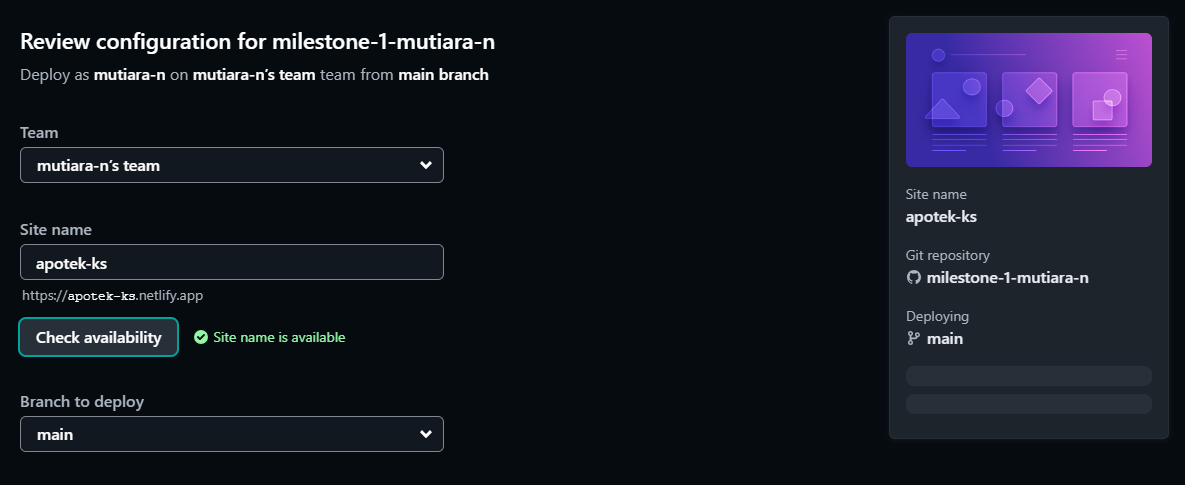 Review configuration for milestone-1-mutiara-n
Deploy as mutiara-n on mutiara-n’s team team from main branch
Team
mutiara-n’s team
Site name
apotek-ks
https://apotek-ks.netlify.app
Check availability
Site name is available
Branch to deploy
main
Site name
apotek-ks
Git repository
milestone-1-mutiara-n
Deploying
main